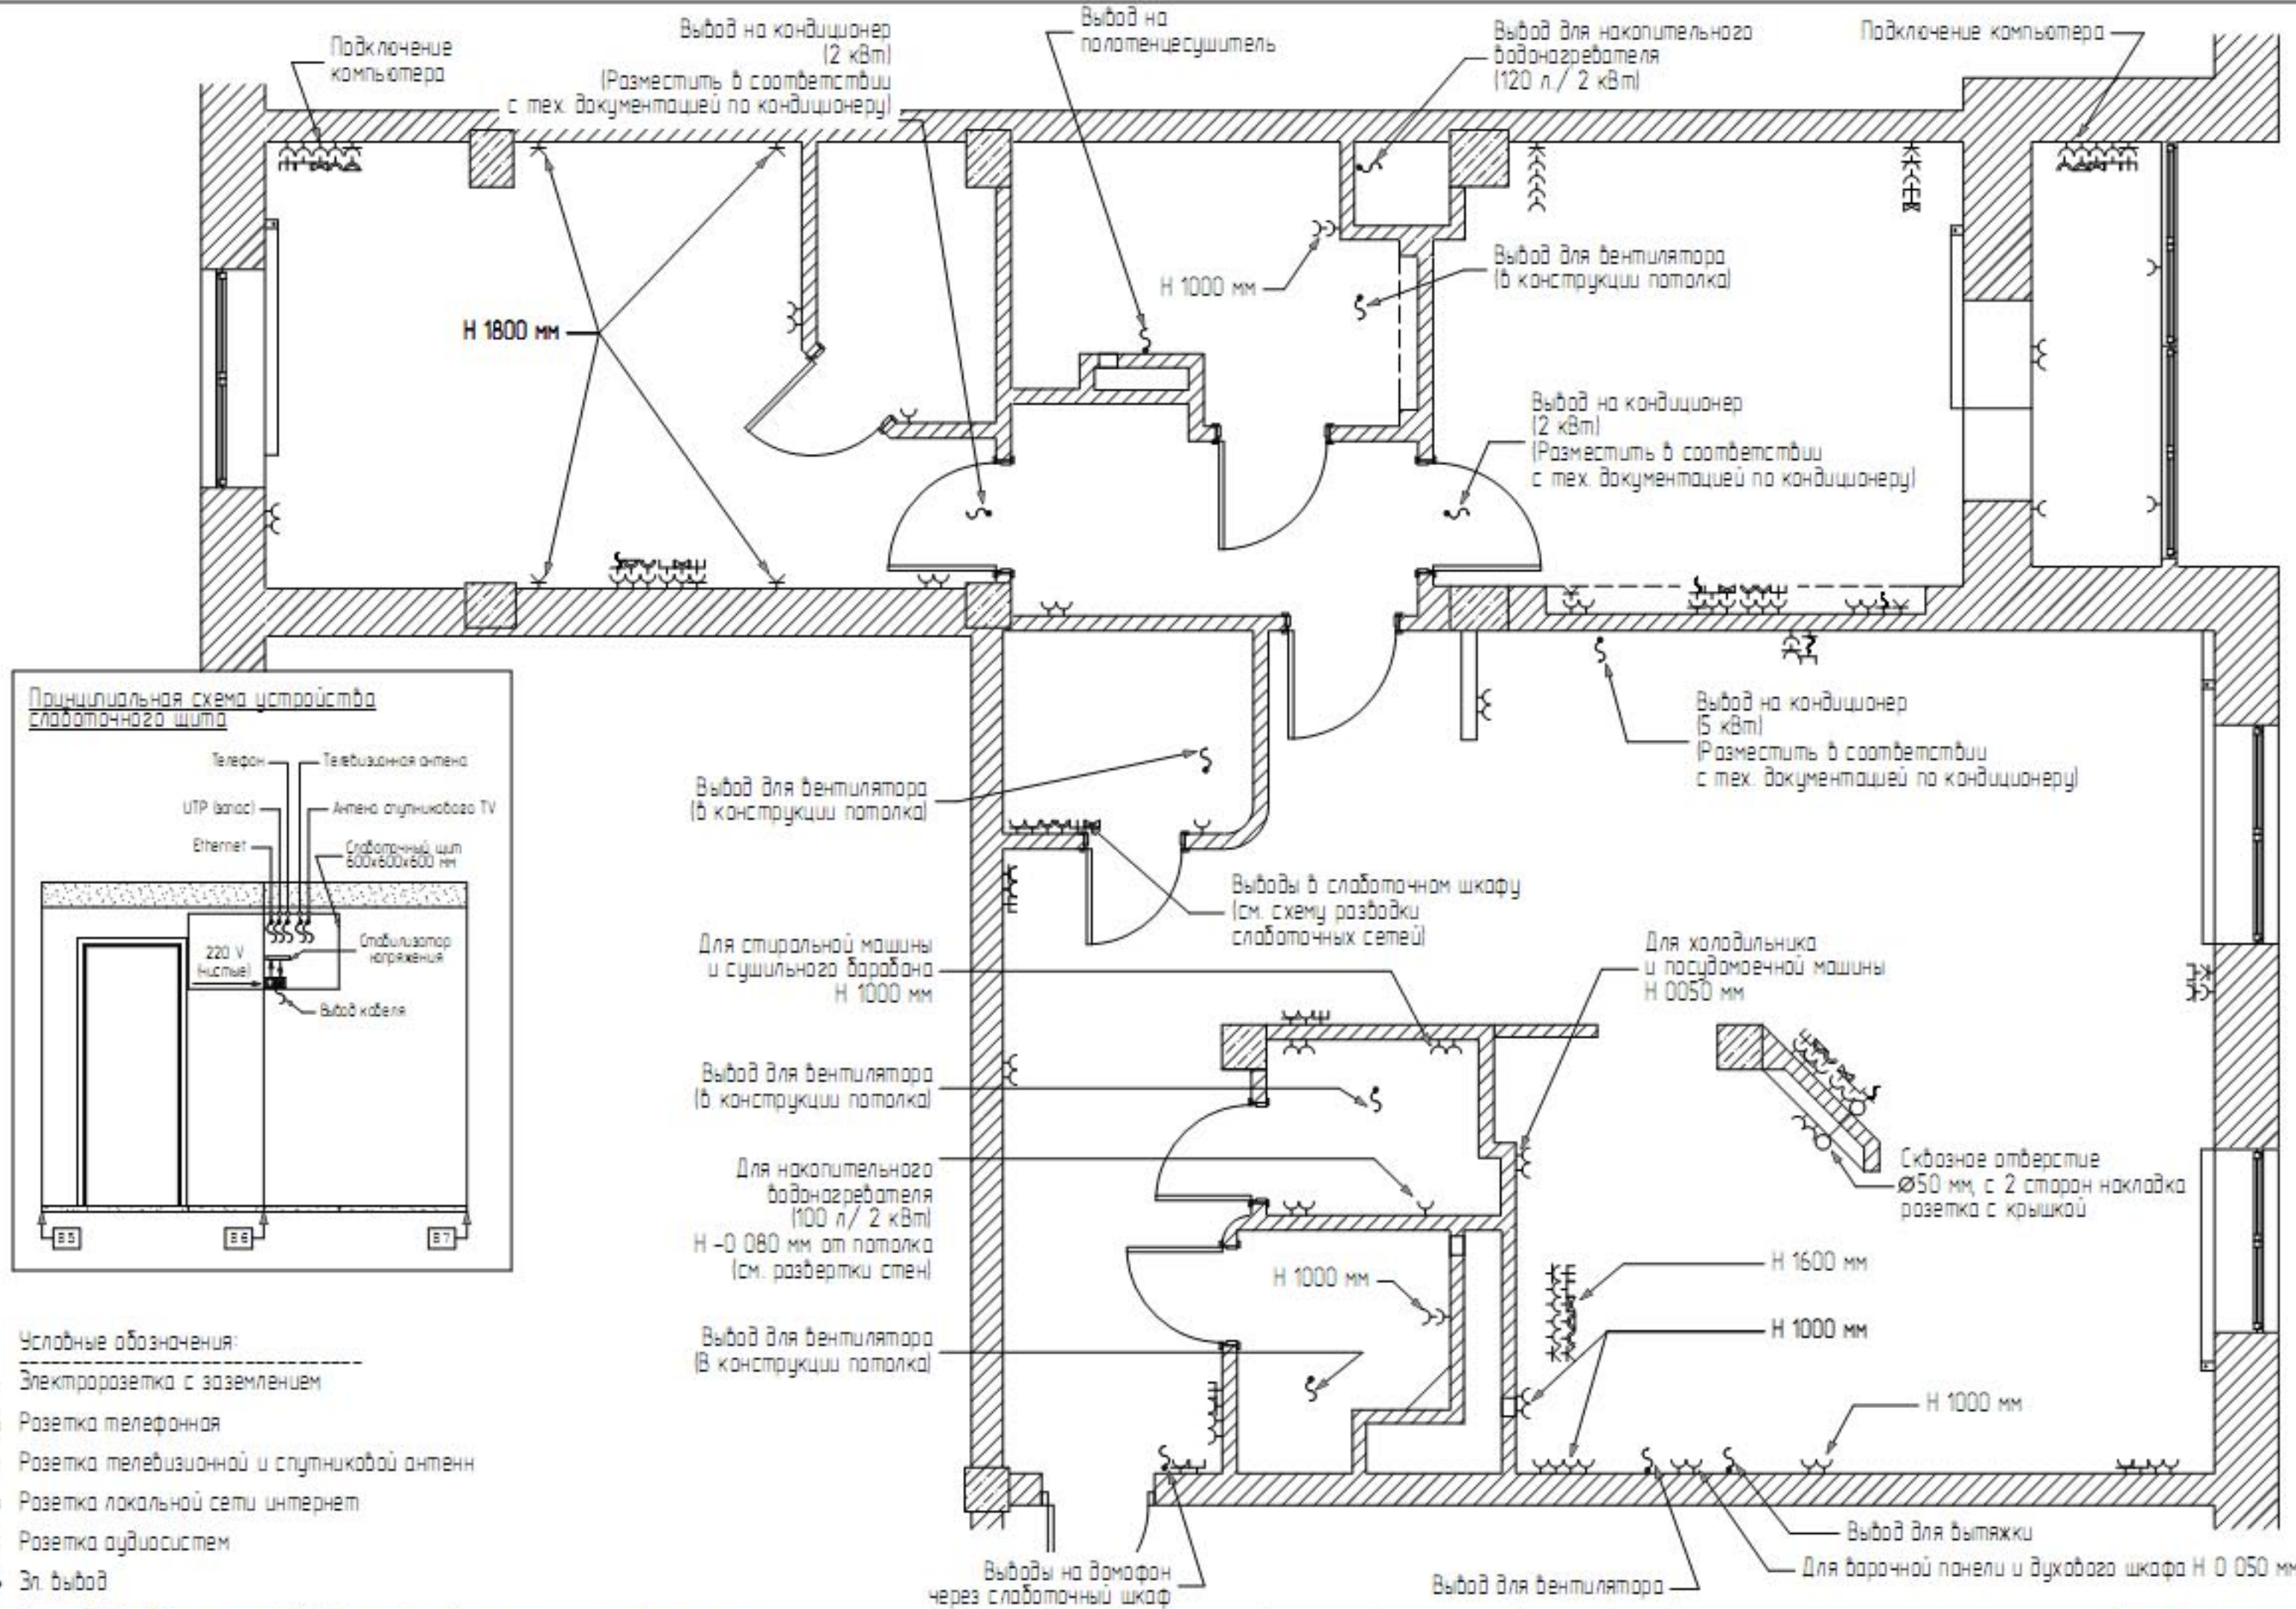 Подключение
компьютера
Вывод на кондиционер
(2 кВт)
(Разместить в соответствии
с тех. документацией по кондиционеру)
Вывод на
полотенцесушитель
Вывод для накопительного
водонагревателя
(120 л./ 2 кВт)
Подключение компьютера
H 1800 мм
H 1000 мм
Вывод для вентилятора
(в конструкции потолка)
Вывод на кондиционер
(2 кВт)
(Разместить в соответствии
с тех. документацией по кондиционеру)
Вывод на кондиционер
(5 кВт)
(Разместить в соответствии
с тех. документацией по кондиционеру)
Принципиальная схема устройства
слаботочного щита
Телефон
Телевизионная антена
UTP (запас)
Антена спутникового TV
Ethernet
Слаботочный щит
600х600х600 мм
220 V
(чистые)
Стабилизатор
напряжения
Вывод кабеля
В5
В6
В7
Вывод для вентилятора
(в конструкции потолка)
Выводы в слаботочном шкафу
(см. схему разводки
слаботочных сетей)
Для стиральной машины
и сушильного барабана
H 1000 мм
Для холодильника
и посудомоечной машины
H 0050 мм
Вывод для вентилятора
(в конструкции потолка)
Для накопительного
водонагревателя
(100 л/ 2 кВт)
H -0 080 мм от потолка
(см. развертки стен)
Сквозное отверстие
Ø50 мм, с 2 сторон накладка
розетка с крышкой
H 1000 мм
H 1600 мм
H 1000 мм
Вывод для вентилятора
(В конструкции потолка)
H 1000 мм
Условные обозначения:
Электророзетка с заземлением
Розетка телефонная
Розетка телевизионной и спутниковой антенн
Розетка локальной сети интернет
Розетка аудиосистем
Эл. вывод
Выводы на домофон
через слаботочный шкаф
Вывод для вентилятора
Вывод для вытяжки
Для варочной панели и духового шкафа H 0 050 мм